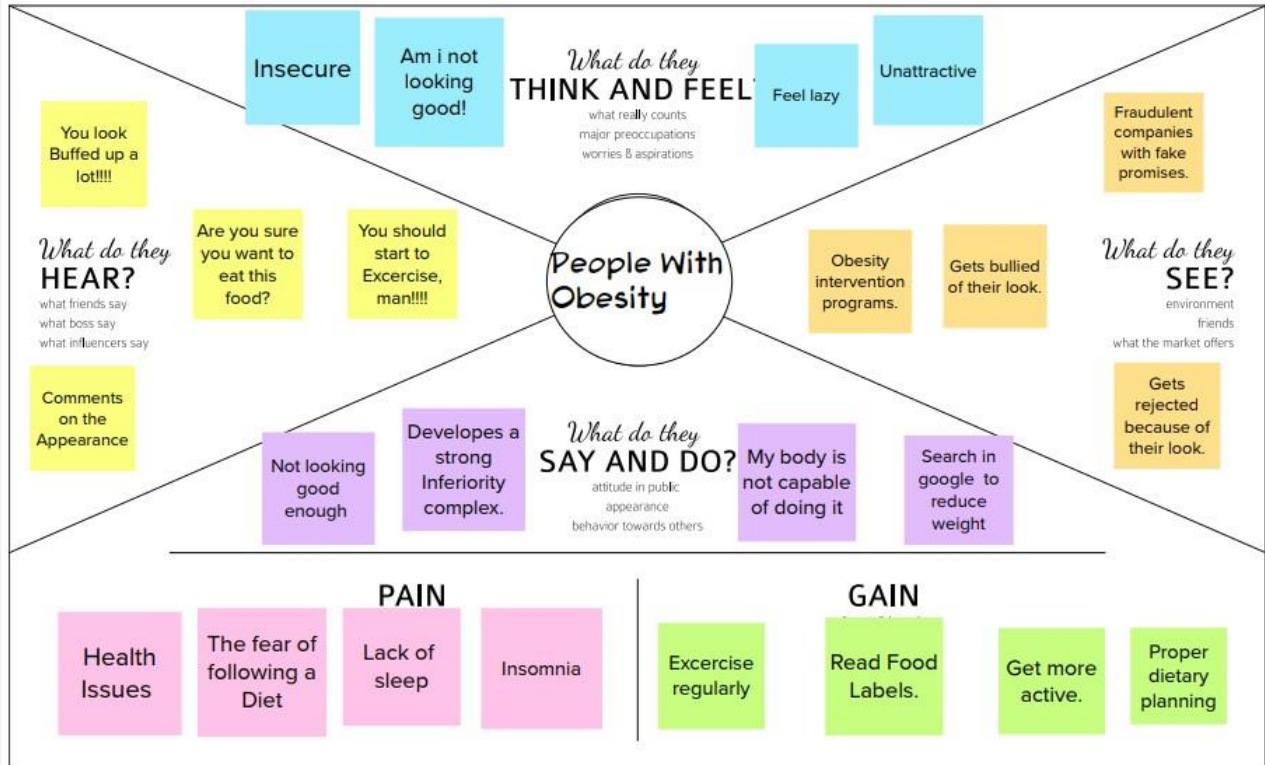 Insecure
Am i not
looking
good!
What do they
THINK AND FEEL?
what really counts
major preoccupations
worries & aspirations
Feel lazy
Unattractive
You look
Buffed up a
lot!!!!
Are you sure
you want to
eat this
food?
You should
start to
Excercise,
man!!!!
What do they
HEAR?
what friends say
what boss say
what influencers say
Comments
on the
Appearance
People With
Obesity
Fraudulent
companies
with fake
promises.
Obesity
intervention
programs.
Gets bullied
of their look.
What do they
SEE?
environment
friends
what the market offers
Gets
rejected
because of
their look.
Not looking
good
enough
Developes a
strong
Inferiority
complex.
What do they
SAY AND DO?
attitude in public
appearance
behavior towards others
My body is
not capable
of doing it
Search in
google to
reduce
weight
PAIN
Health
Issues
The fear of
following a
Diet
Lack of
sleep
Insomnia
GAIN
Excercise
regularly
Read Food
Labels.
Get more
active.
Proper
dietary
planning